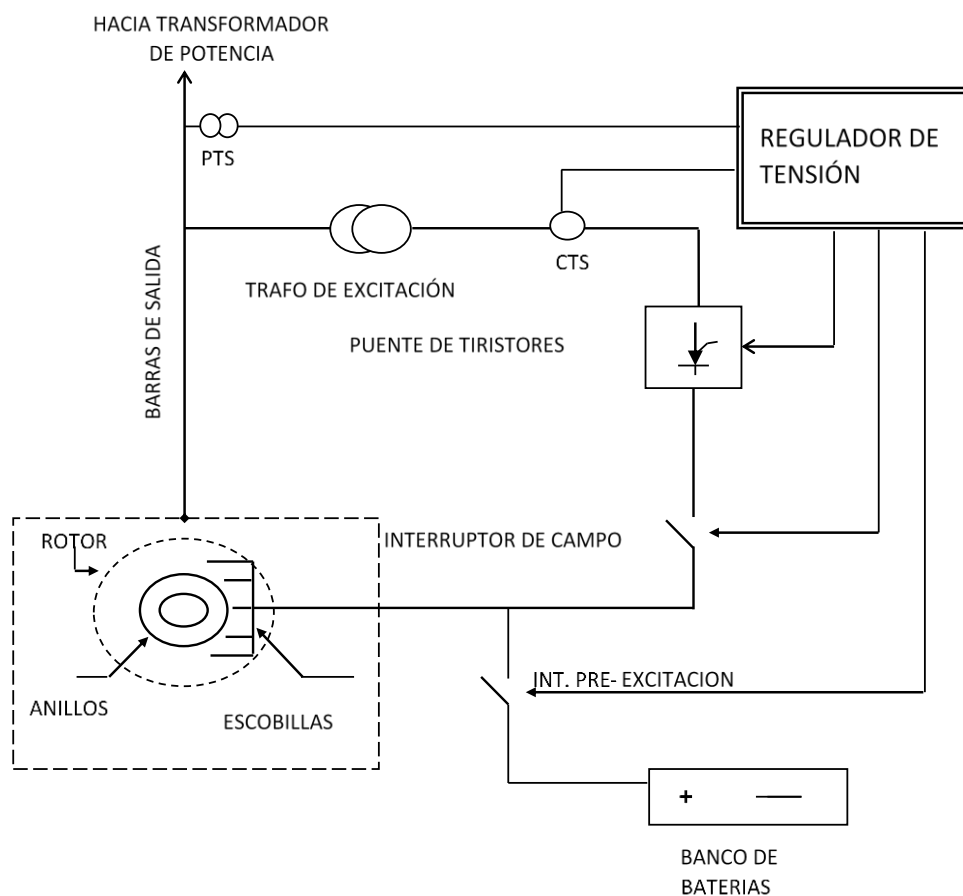 HACIA TRANSFORMADOR
DE POTENCIA
PTS
REGULADOR DE
TENSIÓN
CTS
TRAFO DE EXCITACIÓN
BARRAS DE SALIDA
PUENTE DE TIRISTORES
ROTOR
INTERRUPTOR DE CAMPO
ANILLOS
ESCOBILLAS
INT. PRE- EXCITACION
+ —
BANCO DE
BATERIAS